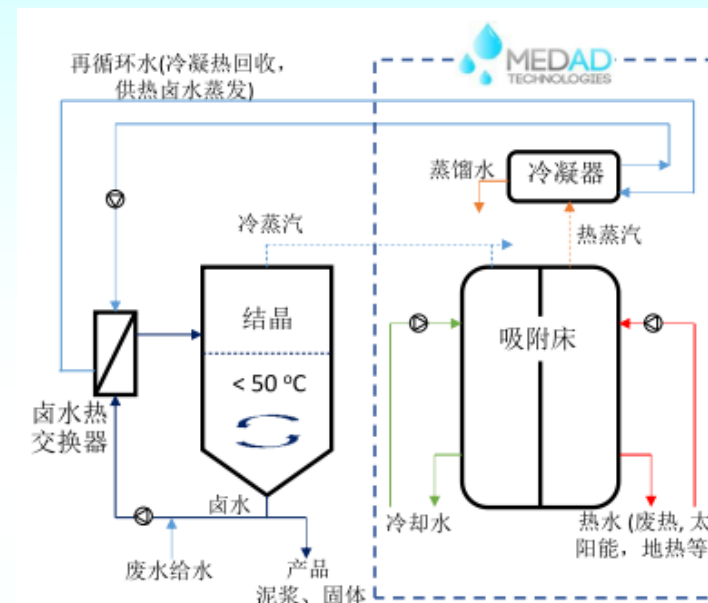 MEDAD
TECHNOLOGIES
再循环水(冷凝热回收，
供热卤水蒸发)
蒸馏水
冷凝器
冷蒸汽
热蒸汽
结晶
吸附床
< 50 ⁰C
卤水热
交换器
卤水
冷却水
热水 (废热, 太
阳能，地热等
废水给水
产品
泥浆、固体